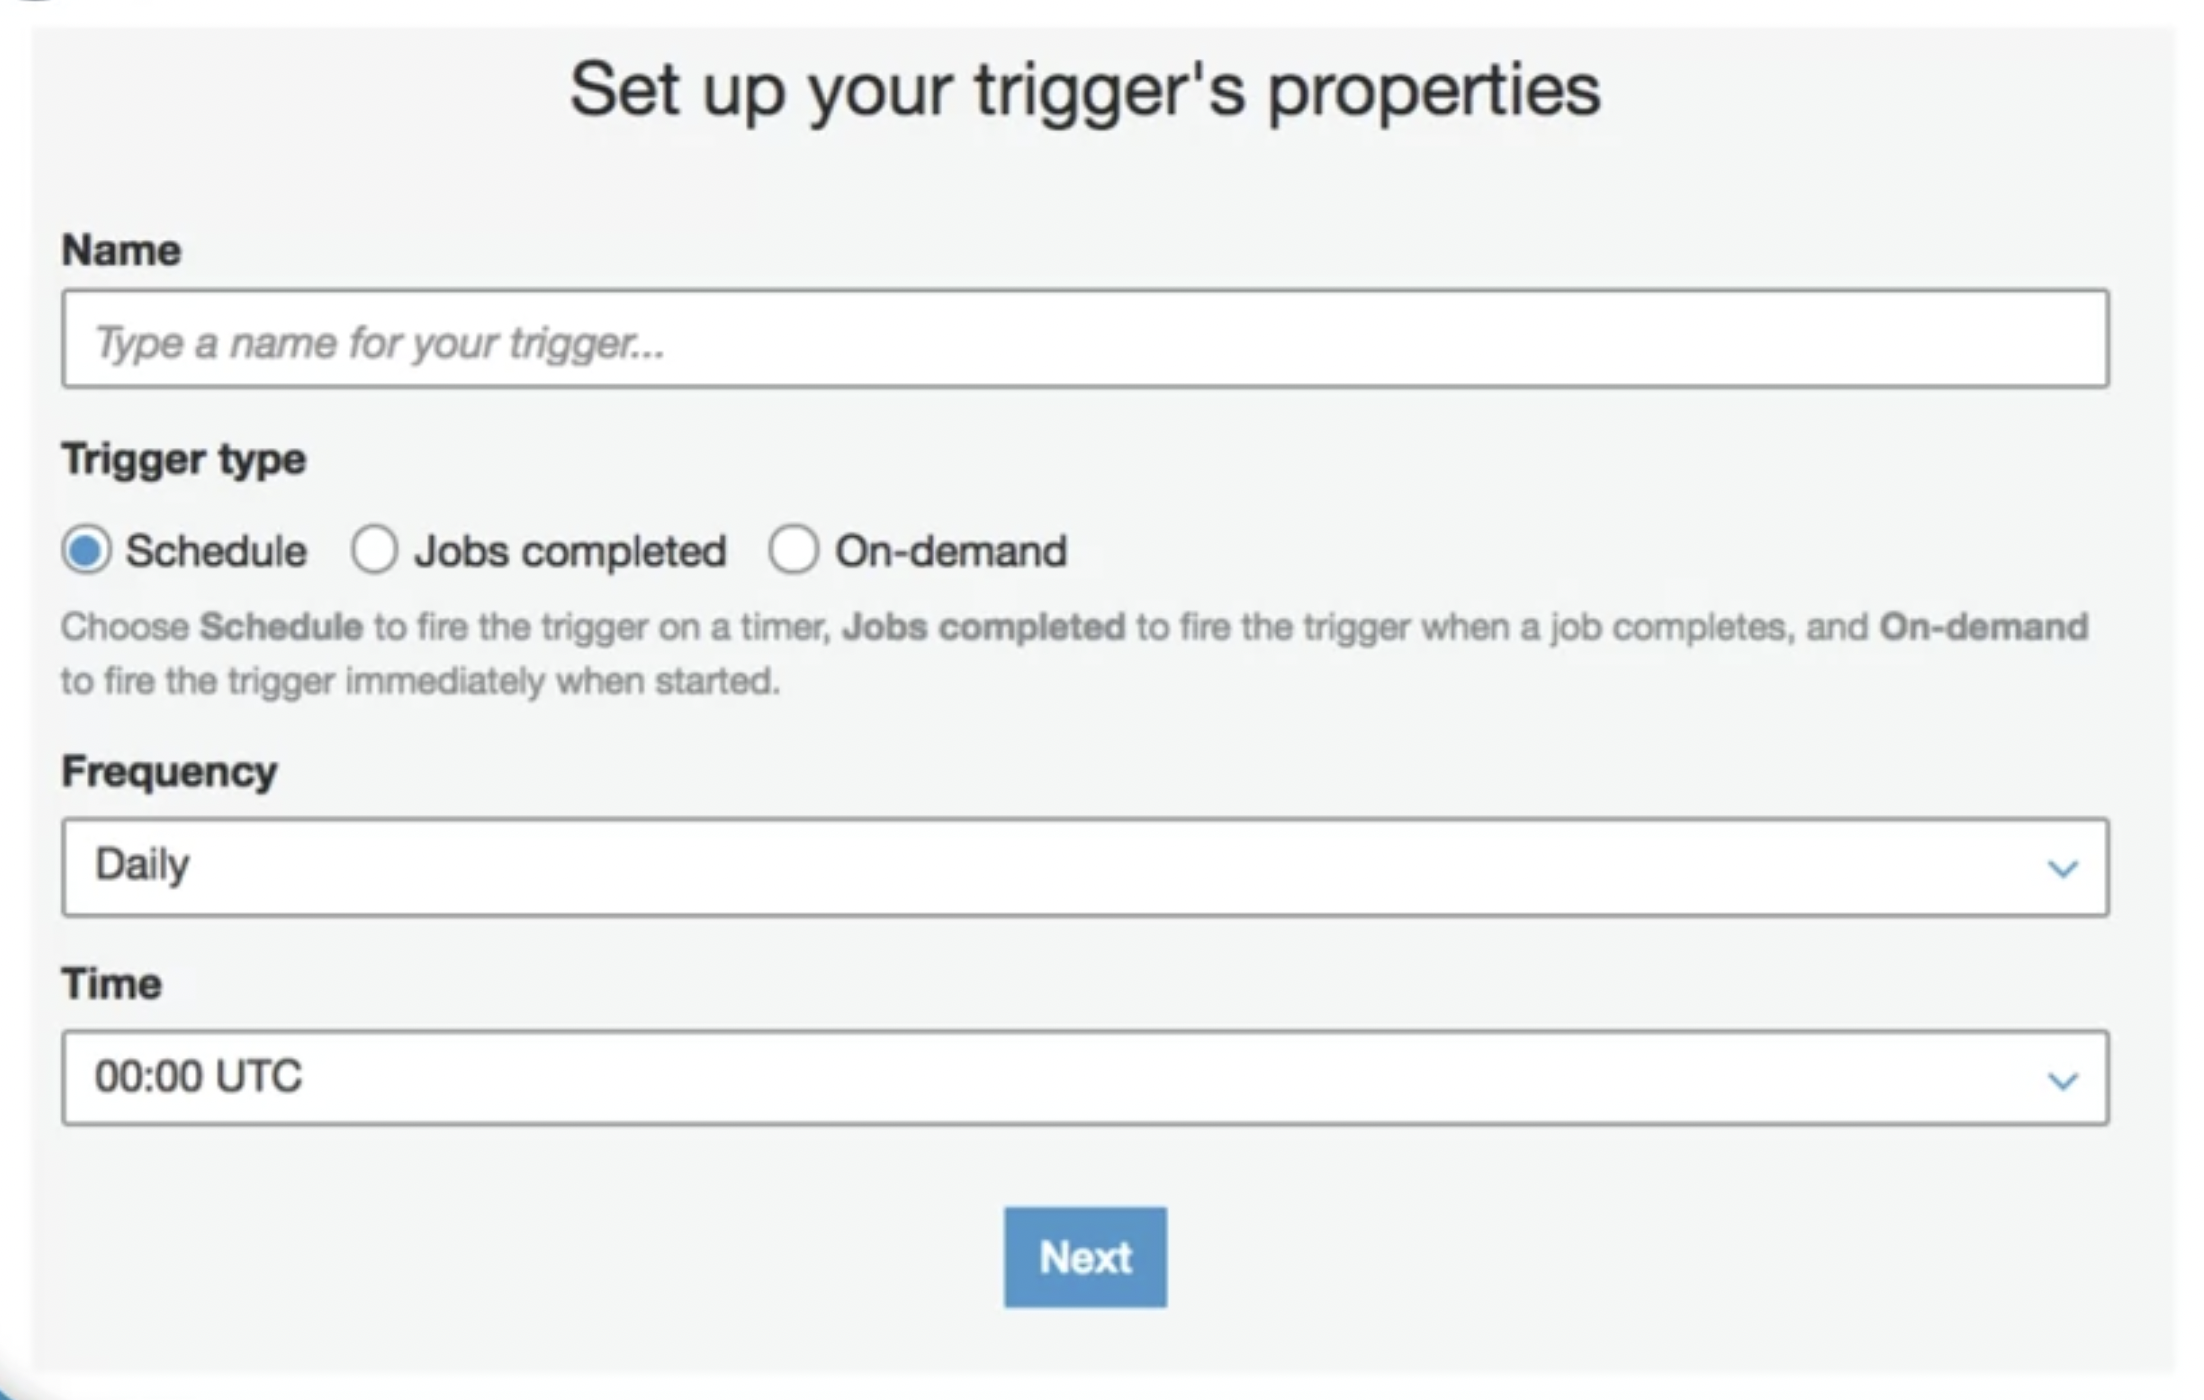 Set up your trigger's properties
Name
Type a name for your trigger...
Trigger type
Schedule Jobs completed On-demand
Choose Schedule to fire the trigger on a timer, Jobs completed to fire the trigger when a job completes, and On-demand
to fire the trigger immediately when started.
Frequency
Daily
Time
00:00 UTC
Next